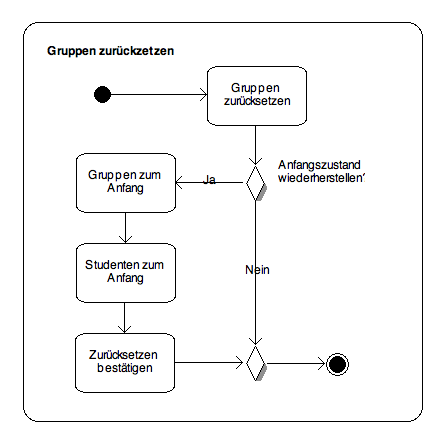 Gruppen zurückzetzen
Gruppen
zurücksetzen
Anfangszustand
wiederherstellen?
Ja
Gruppen zum
Anfang
Studenten zum
Anfang
Nein
Zurücksetzen
bestätigen